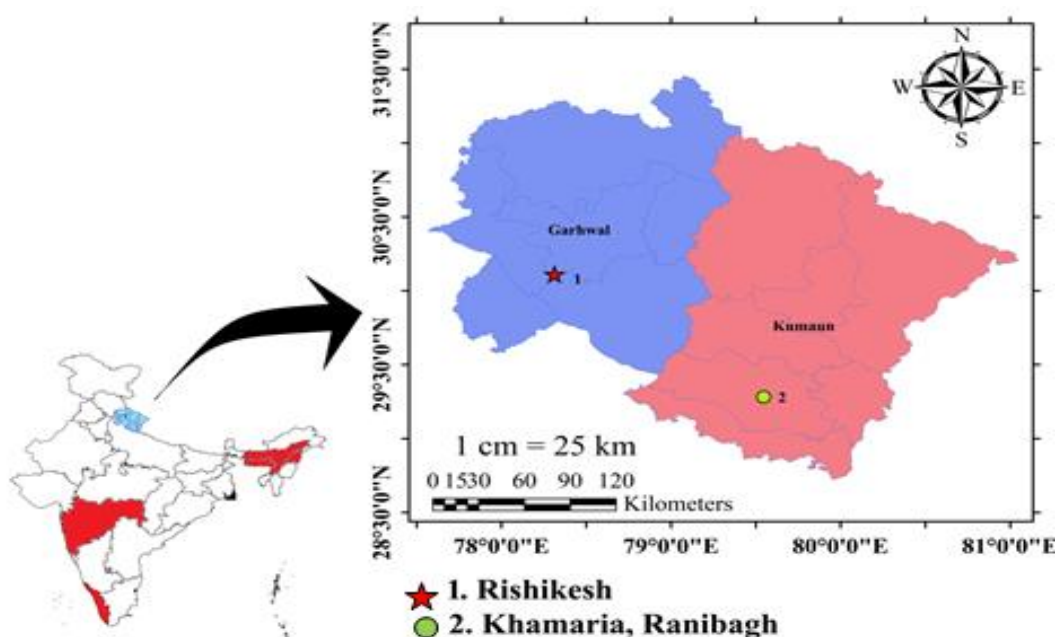 N
W E
S
31°30'0"N
30°30'0"N
29°30'0"N
28°30'0"N
Garhwal
1
Kumaun
2
1 cm = 25 km
0 1530 60 90 120
Kilometers
78°0'0"E 79°0'0"E 80°0'0"E 81°0'0"E
1. Rishikesh
2. Khamaria, Ranibagh